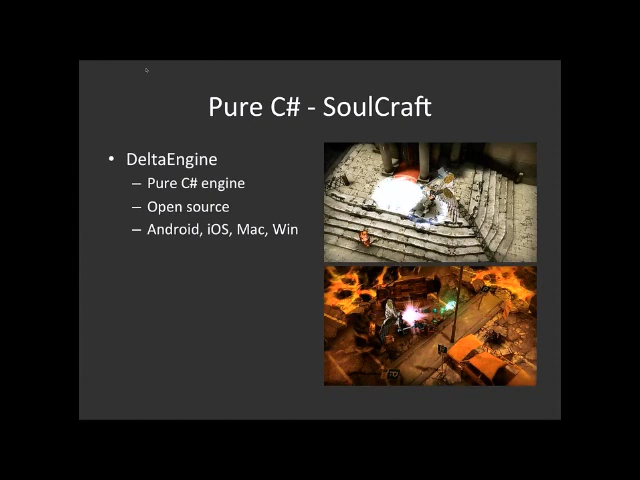 Pure C# - SoulCraft
• DeltaEngine
– Pure C# engine
– Open source
– Android, iOS, Mac, Win